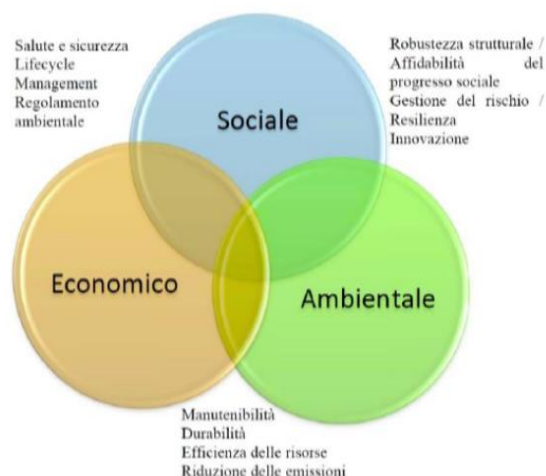 Salute e sicurezza
Lifecycle
Management
Regolamento
ambientale
Robustezza strutturale /
Affidabilità del
progresso sociale
Gestione del rischio /
Resilienza
Innovazione
Sociale
Economico
Ambientale
Manutenibilità
Durabilità
Efficienza delle risorse
Riduzione delle emissioni